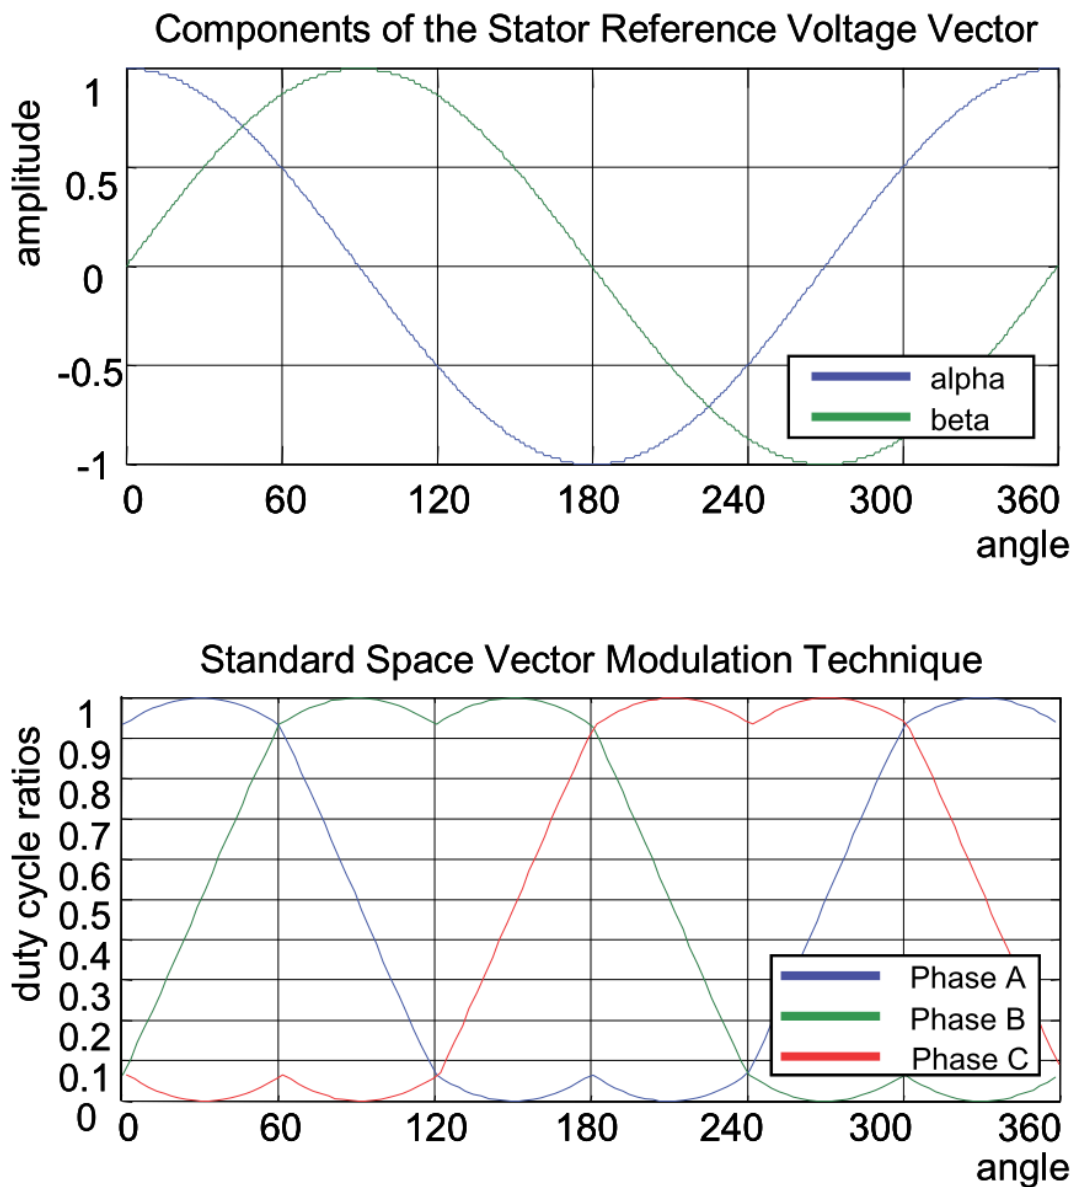 Components of the Stator Reference Voltage Vector
amplitude
1
0.5
0
-0.5
-1
alpha
beta
0 60 120 180 240 300 360
angle
Standard Space Vector Modulation Technique
duty cycle ratios
1
0.9
0.8
0.7
0.6
0.5
0.4
0.3
0.2
0.1
0
Phase A
Phase B
Phase C
0 60 120 180 240 300 360
angle